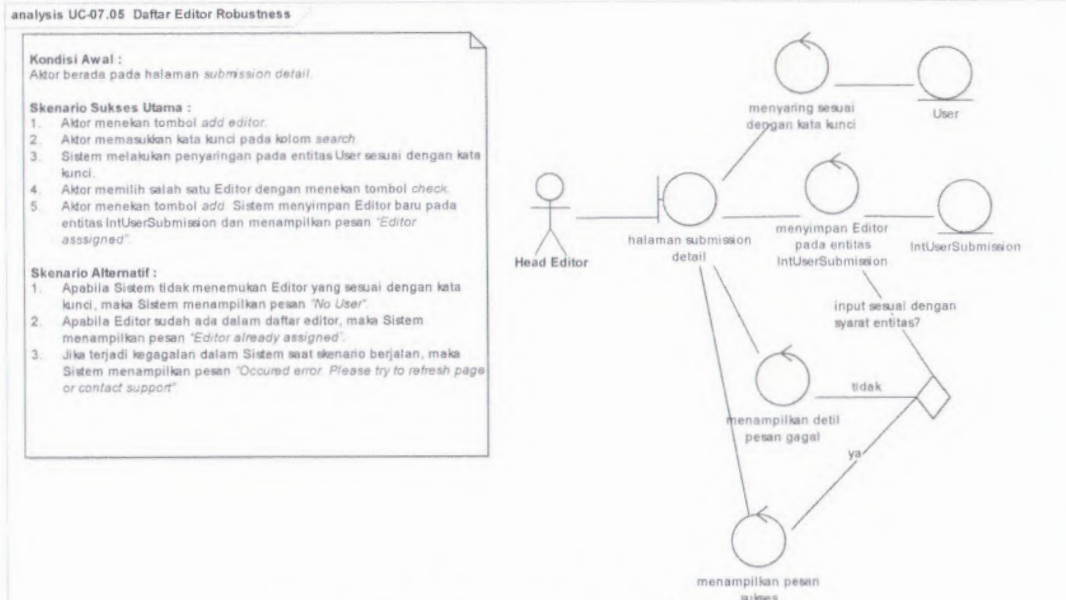 analysis UC-07.05 Daftar Editor Robustness
Kondisi Awal :
Aktor berada pada halaman submission detail.
Skenario Sukses Utama :
1. Aktor menekan tombol add editor.
2. Aktor memasukkan kata kunci pada kolom search.
3. Sistem melakukan penyaringan pada entitas User sesuai dengan kata
kunci.
4. Aktor memilih salah satu Editor dengan menekan tombol check.
5. Aktor menekan tombol add. Sistem menyimpan Editor baru pada
entitas IntUserSubmission dan menampilkan pesan "Editor
asssigned".
Skenario Alternatif :
1. Apabila Sistem tidak menemukan Editor yang sesuai dengan kata
kunci, maka Sistem menampilkan pesan "No User".
2. Apabila Editor sudah ada dalam daftar editor, maka Sistem
menampilkan pesan "Editor already assigned".
3. Jika terjadi kegagalan dalam Sistem saat skenario berjalan, maka
Sistem menampilkan pesan "Occured error. Please try to refresh page
or contact support".
menyaring sesuai
dengan kata kunci
User
Head Editor
halaman submission
detail
menyimpan Editor
pada entitas
IntUserSubmission
IntUserSubmission
input sesuai dengan
syarat entitas?
tidak
menampilkan detil
pesan gagal
ya
menampilkan pesan
sukses